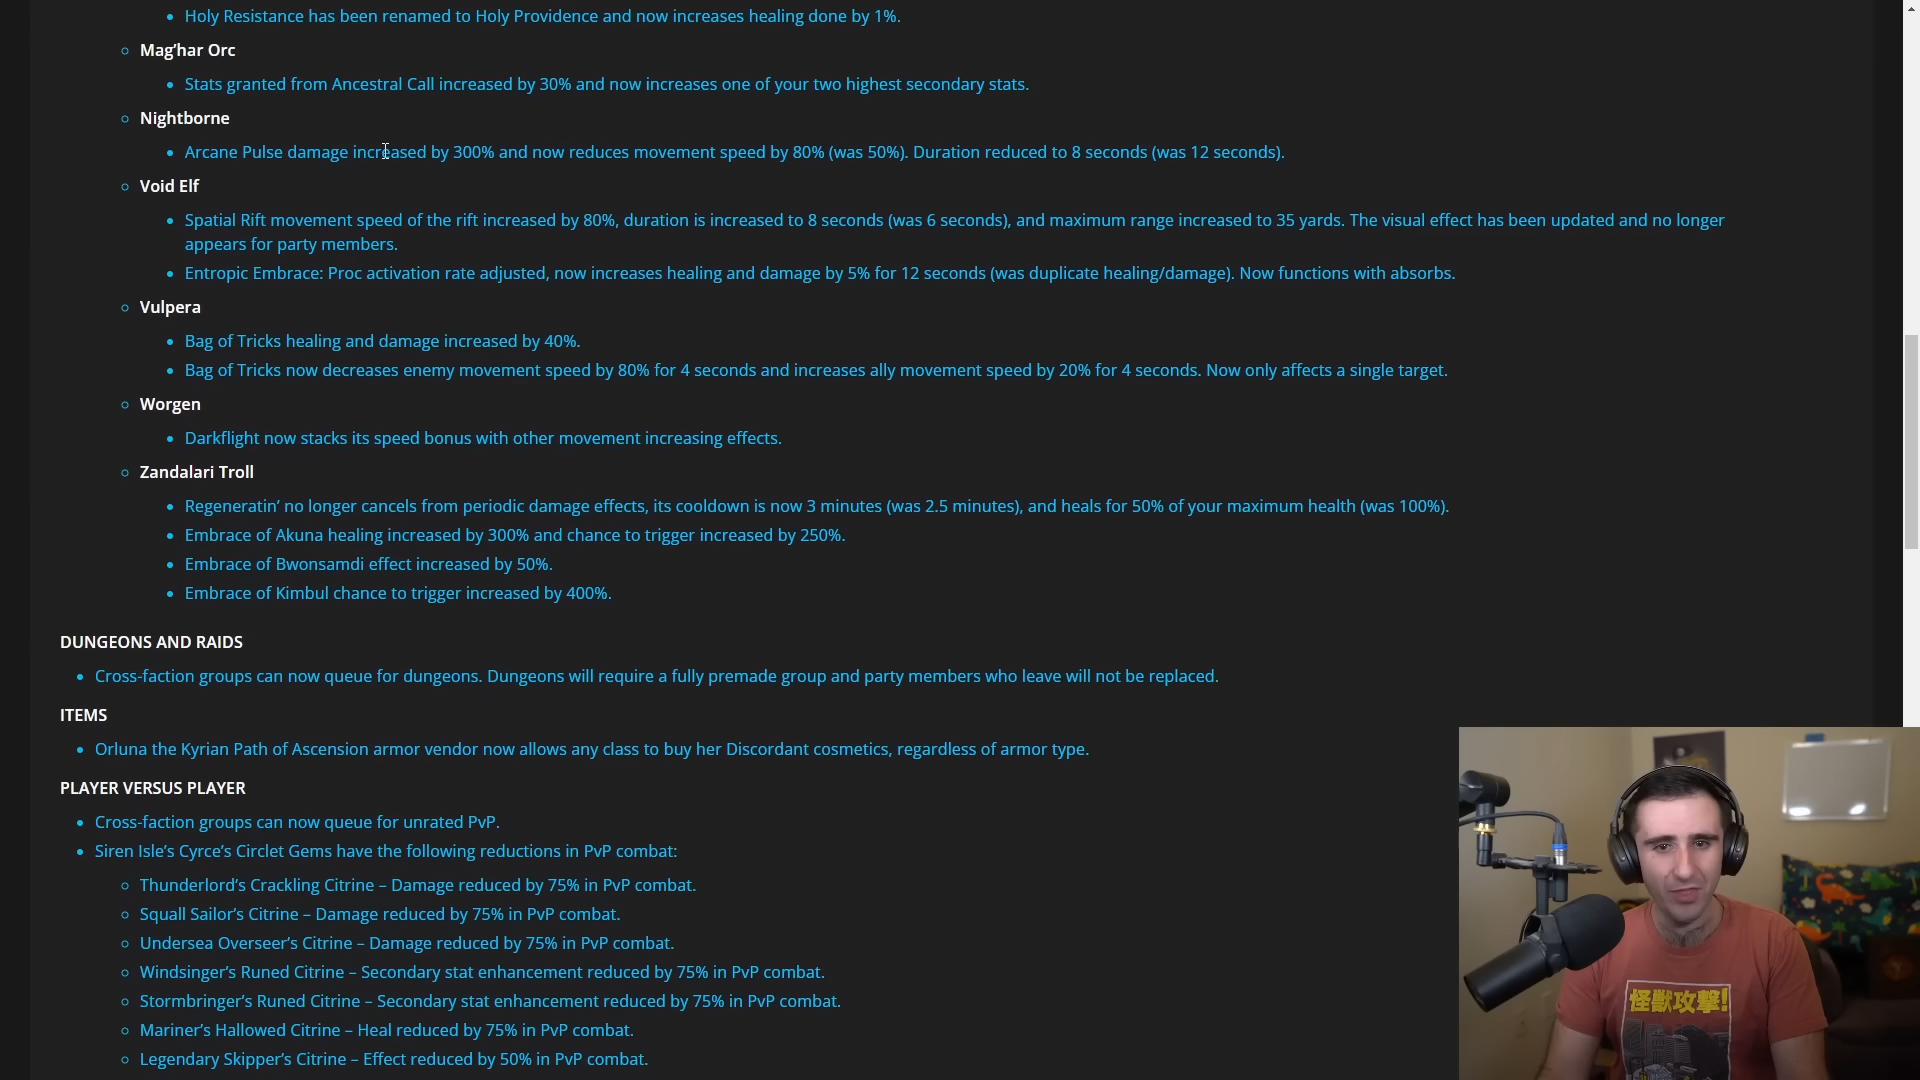 Holy Resistance has been renamed to Holy Providence and now increases healing done by 1%.
Mag’har Orc
Stats granted from Ancestral Call increased by 30% and now increases one of your two highest secondary stats.
Nightborne
Arcane Pulse damage increased by 300% and now reduces movement speed by 80% (was 50%). Duration reduced to 8 seconds (was 12 seconds).
Void Elf
Spatial Rift movement speed of the rift increased by 80%, duration is increased to 8 seconds (was 6 seconds), and maximum range increased to 35 yards. The visual effect has been updated and no longer
appears for party members.
Entropic Embrace: Proc activation rate adjusted, now increases healing and damage by 5% for 12 seconds (was duplicate healing/damage). Now functions with absorbs.
Vulpera
Bag of Tricks healing and damage increased by 40%.
Bag of Tricks now decreases enemy movement speed by 80% for 4 seconds and increases ally movement speed by 20% for 4 seconds. Now only affects a single target.
Worgen
Darkflight now stacks its speed bonus with other movement increasing effects.
Zandalari Troll
Regeneratin’ no longer cancels from periodic damage effects, its cooldown is now 3 minutes (was 2.5 minutes), and heals for 50% of your maximum health (was 100%).
Embrace of Akuna healing increased by 300% and chance to trigger increased by 250%.
Embrace of Bwonsamdi effect increased by 50%.
Embrace of Kimbul chance to trigger increased by 400%.
DUNGEONS AND RAIDS
Cross-faction groups can now queue for dungeons. Dungeons will require a fully premade group and party members who leave will not be replaced.
ITEMS
Orluna the Kyrian Path of Ascension armor vendor now allows any class to buy her Discordant cosmetics, regardless of armor type.
PLAYER VERSUS PLAYER
Cross-faction groups can now queue for unrated PvP.
Siren Isle’s Cyrce’s Circlet Gems have the following reductions in PvP combat:
Thunderlord’s Crackling Citrine – Damage reduced by 75% in PvP combat.
Squall Sailor’s Citrine – Damage reduced by 75% in PvP combat.
Undersea Overseer’s Citrine – Damage reduced by 75% in PvP combat.
Windsinger’s Runed Citrine – Secondary stat enhancement reduced by 75% in PvP combat.
Stormbringer’s Runed Citrine – Secondary stat enhancement reduced by 75% in PvP combat.
Mariner’s Hallowed Citrine – Heal reduced by 75% in PvP combat.
Legendary Skipper’s Citrine – Effect reduced by 50% in PvP combat.
怪獣攻撃!